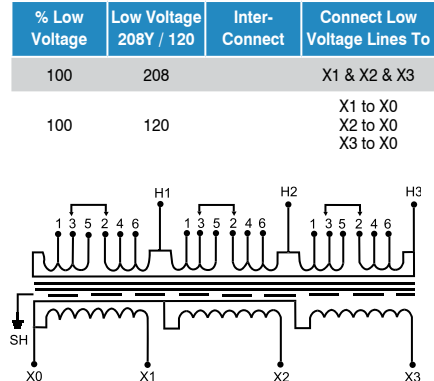 % Low Voltage | Low Voltage 208Y / 120 | Inter-Connect | Connect Low Voltage Lines To
100 208 X1 & X2 & X3
X1 to X0
100 120 X2 to X0
X3 to X0
H1 H2 H3
1 3 5 2 4 6 1 3 5 2 4 6 1 3 5 2 4 6
SH
X0 X1 X2 X3